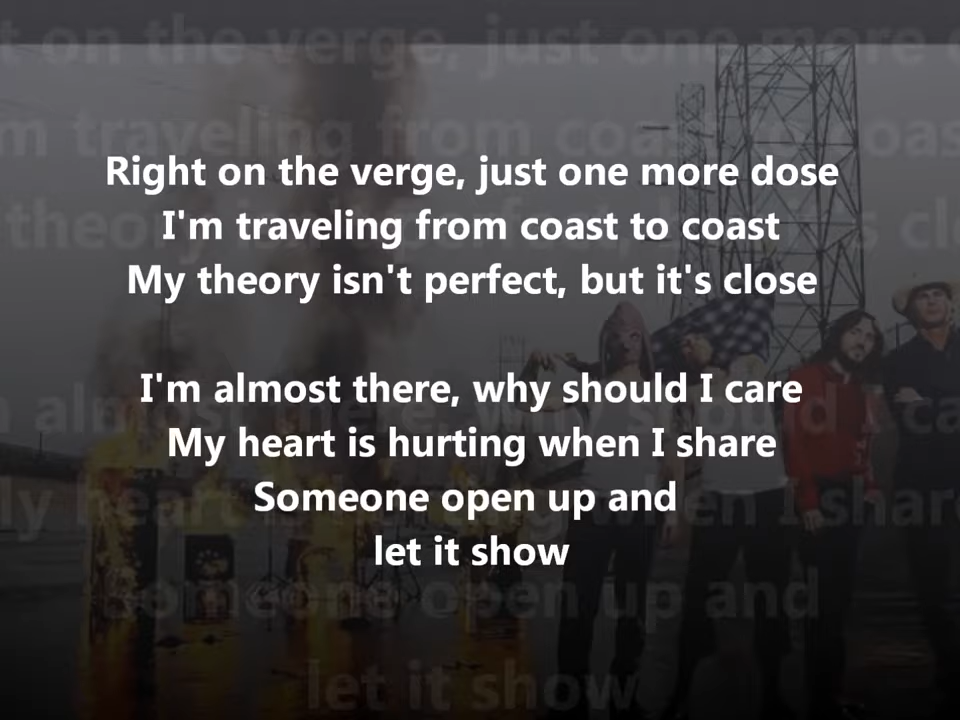 Right on the verge, just one more dose
I'm traveling from coast to coast
My theory isn't perfect, but it's close
I'm almost there, why should I care
My heart is hurting when I share
Someone open up and
let it show